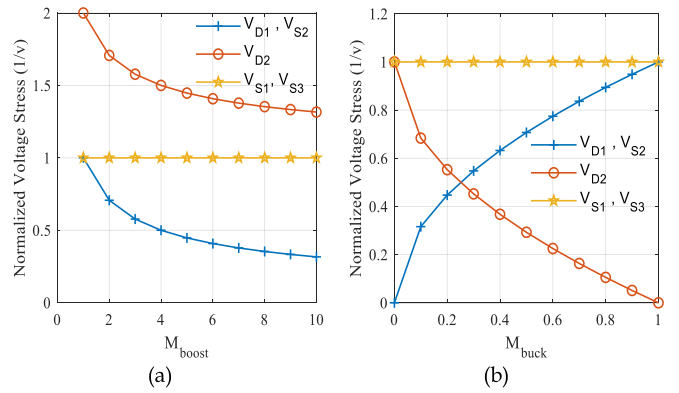 Normalized Voltage Stress (1/v)
2
1.5
1
0.5
0
0
2
4
6
8
10
V_D1 , V_S2
V_D2
V_S1, V_S3
M_boost
(a)
Normalized Voltage Stress (1/v)
1.2
1
0.8
0.6
0.4
0.2
0
0
0.2
0.4
0.6
0.8
1
V_D1 , V_S2
V_D2
V_S1 , V_S3
M_buck
(b)